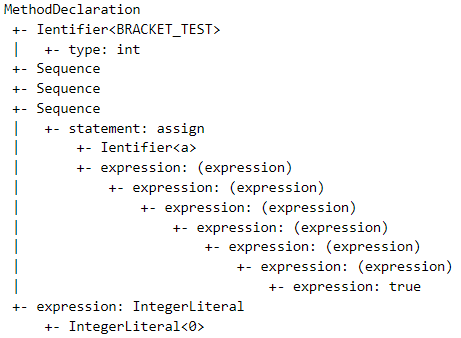 MethodDeclaration
+- Ientifier<BRACKET_TEST>
|   +- type: int
+- Sequence
+- Sequence
+- Sequence
|   +- statement: assign
|       +- Ientifier<a>
|       +- expression: (expression)
|           +- expression: (expression)
|               +- expression: (expression)
|                   +- expression: (expression)
|                       +- expression: (expression)
|                           +- expression: (expression)
|                               +- expression: true
+- expression: IntegerLiteral
    +- IntegerLiteral<0>